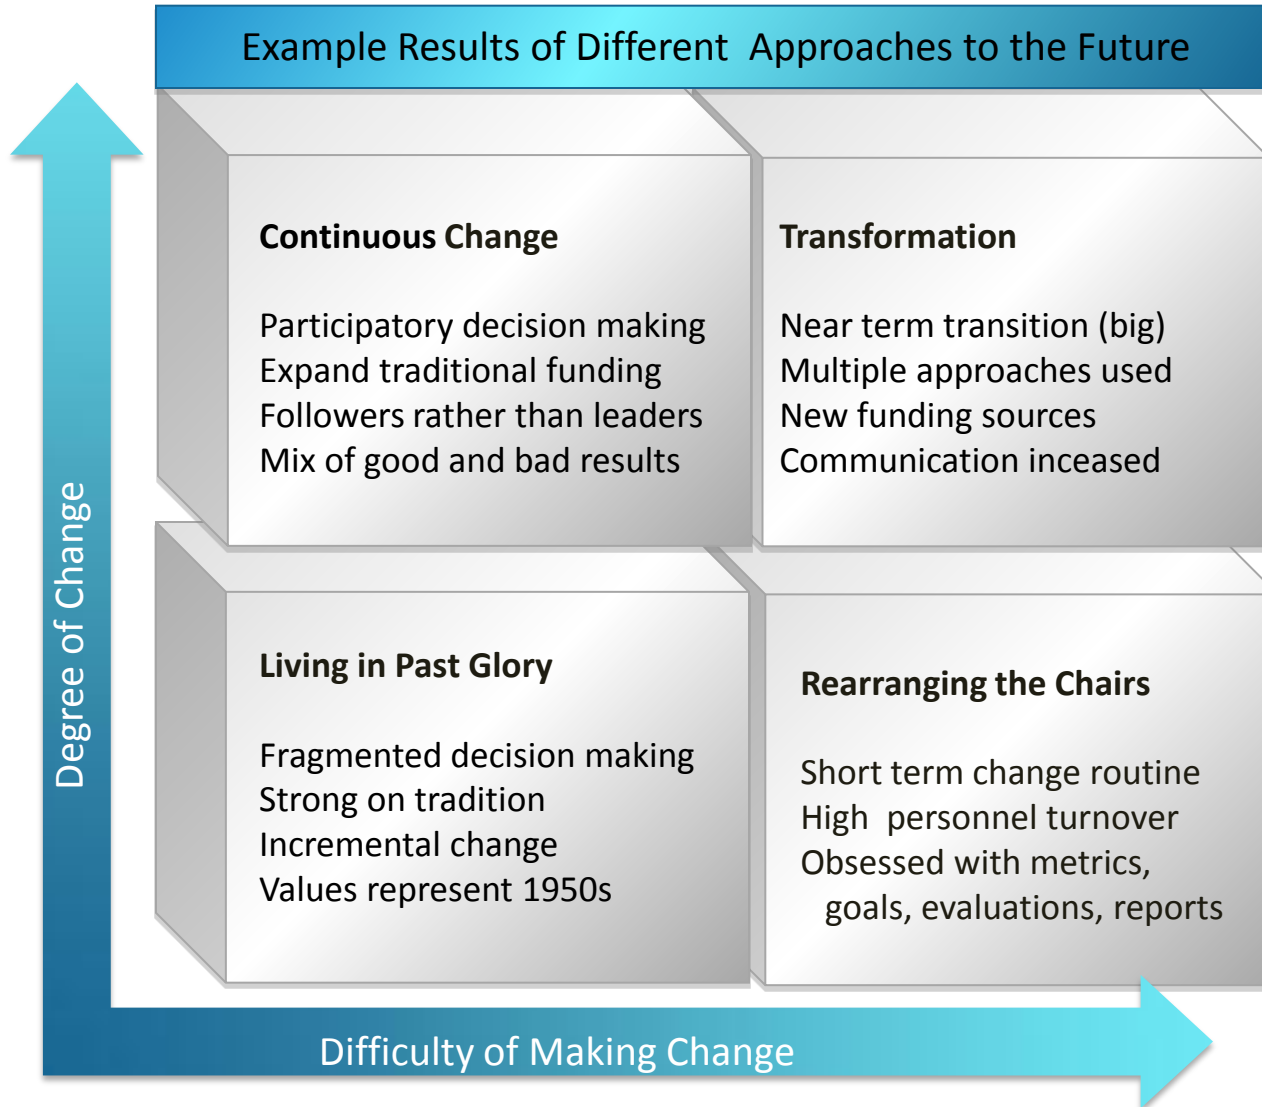 Example Results of Different  Approaches to the Future
Continuous Change
Participatory decision making
Expand traditional funding
Followers rather than leaders
Mix of good and bad results
Transformation
Near term transition (big)
Multiple approaches used
New funding sources
Communication inceased
Living in Past Glory
Fragmented decision making
Strong on tradition
Incremental change
Values represent 1950s
Rearranging the Chairs
Short term change routine
High  personnel turnover
Obsessed with metrics,
goals, evaluations, reports
Degree of Change
Difficulty of Making Change